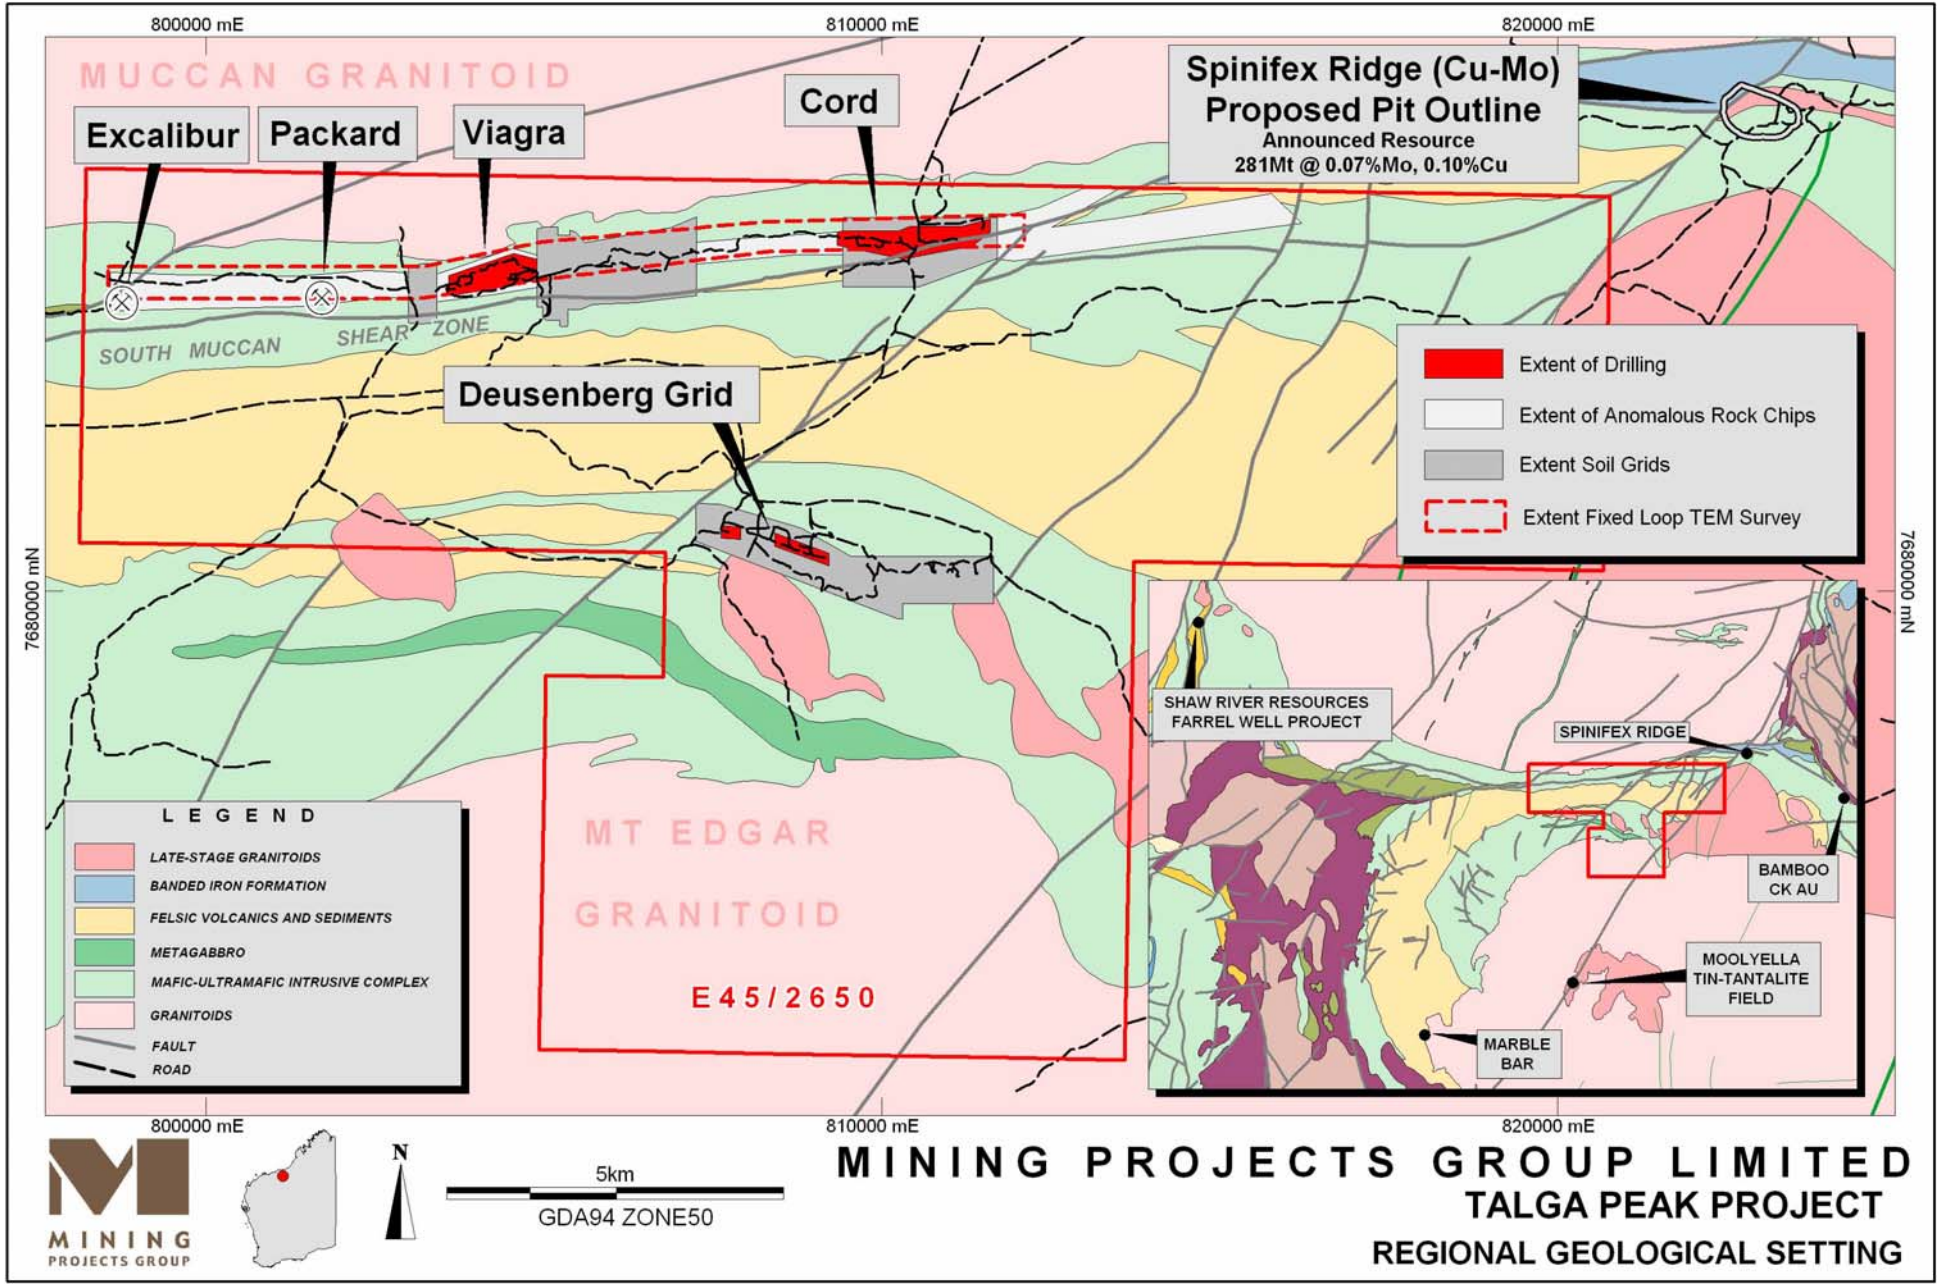 800000 mE
810000 mE
820000 mE
MUCCAN GRANITOID
Excalibur
Packard
Viagra
Cord
Spinifex Ridge (Cu-Mo)
Proposed Pit Outline
Announced Resource
281Mt @ 0.07%Mo, 0.10%Cu
SOUTH MUCCAN SHEAR ZONE
Deusenberg Grid
Extent of Drilling
Extent of Anomalous Rock Chips
Extent Soil Grids
Extent Fixed Loop TEM Survey
7680000 mN
7680000 mN
SHAW RIVER RESOURCES
FARREL WELL PROJECT
SPINIFEX RIDGE
BAMBOO
CK AU
MOOLYELLA
TIN-TANTALITE
FIELD
MARBLE
BAR
MT EDGAR
GRANITOID
E45/2650
LEGEND
LATE-STAGE GRANITOIDS
BANDED IRON FORMATION
FELSIC VOLCANICS AND SEDIMENTS
METAGABBRO
MAFIC-ULTRAMAFIC INTRUSIVE COMPLEX
GRANITOIDS
FAULT
ROAD
800000 mE
810000 mE
820000 mE
M
MINING
PROJECTS GROUP
N
5km
GDA94 ZONE50
MINING PROJECTS GROUP LIMITED
TALGA PEAK PROJECT
REGIONAL GEOLOGICAL SETTING